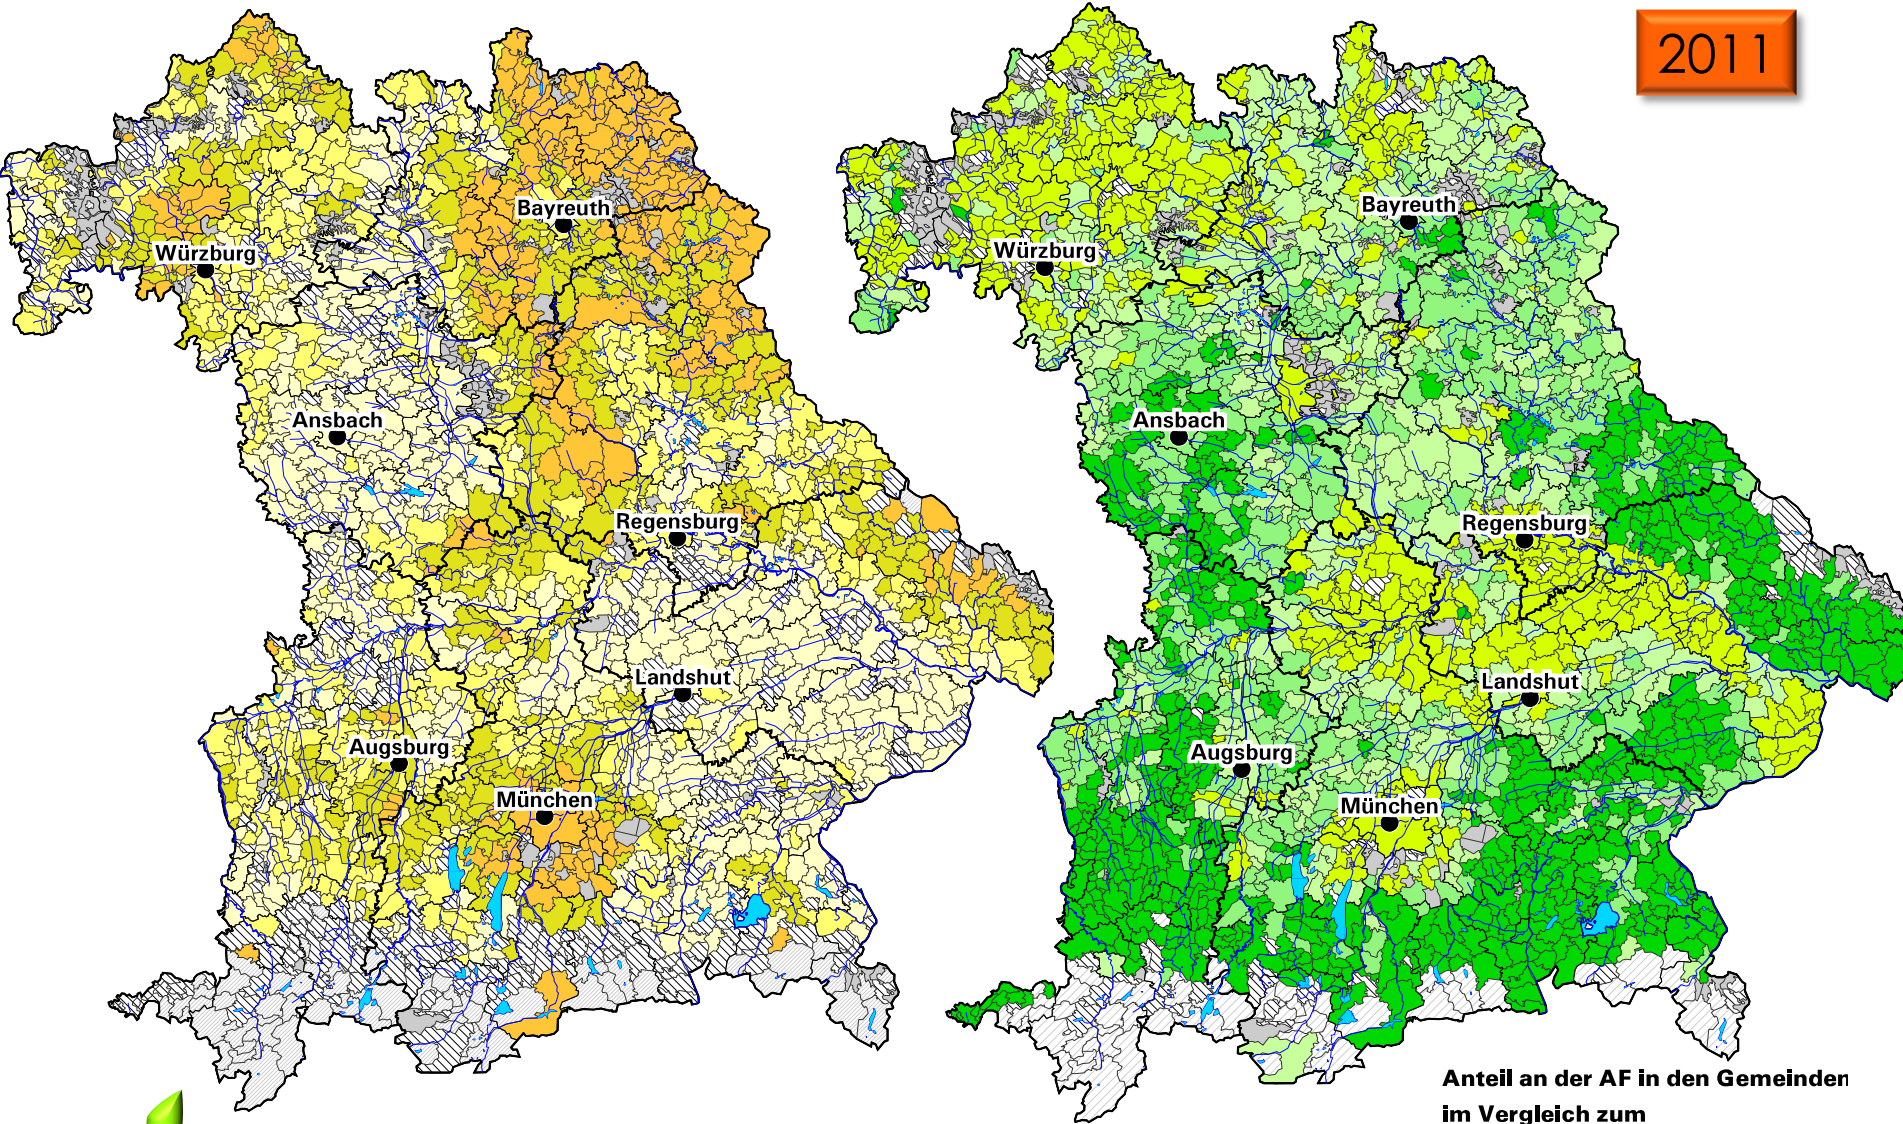 2011
Bayreuth
Würzburg
Ansbach
Regensburg
Landshut
Augsburg
München
Bayreuth
Würzburg
Ansbach
Regensburg
Landshut
Augsburg
München
Anteil an der AF in den Gemeinden
im Vergleich zum